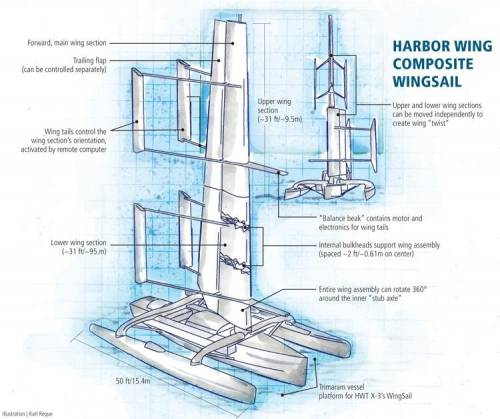 HARBOR WING
COMPOSITE
WINGSAIL
Forward, main wing section
Trailing flap
(can be controlled separately)
Wing tails control the
wing section's orientation,
activated by remote computer
Upper wing
section
(~31 ft/~9.5m)
Upper and lower wing sections
can be moved independently to
create wing "twist"
"Balance beak" contains motor and
electronics for wing tails
Lower wing section
(~31 ft/~95.m)
Internal bulkheads support wing assembly
(spaced ~2 ft/~0.61m on center)
Entire wing assembly can rotate 360°
around the inner "stub axle"
50 ft/15.4m
Trimaram vessel
platform for HWT X-3's WingSail
Illustration | Karl Reque